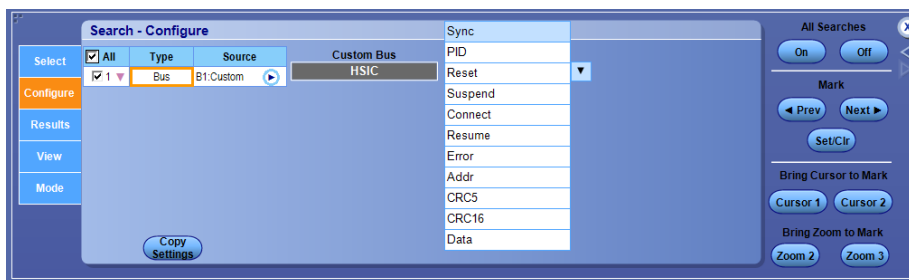 Search - Configure
Select
Configure
Results
View
Mode
All Type Source
1 Bus B1:Custom
Copy
Settings
Custom Bus
HSIC
Sync
PID
Reset
Suspend
Connect
Resume
Error
Addr
CRC5
CRC16
Data
All Searches
On Off
Mark
◄ Prev Next ►
Set/Clr
Bring Cursor to Mark
Cursor 1 Cursor 2
Bring Zoom to Mark
Zoom 2 Zoom 3
X